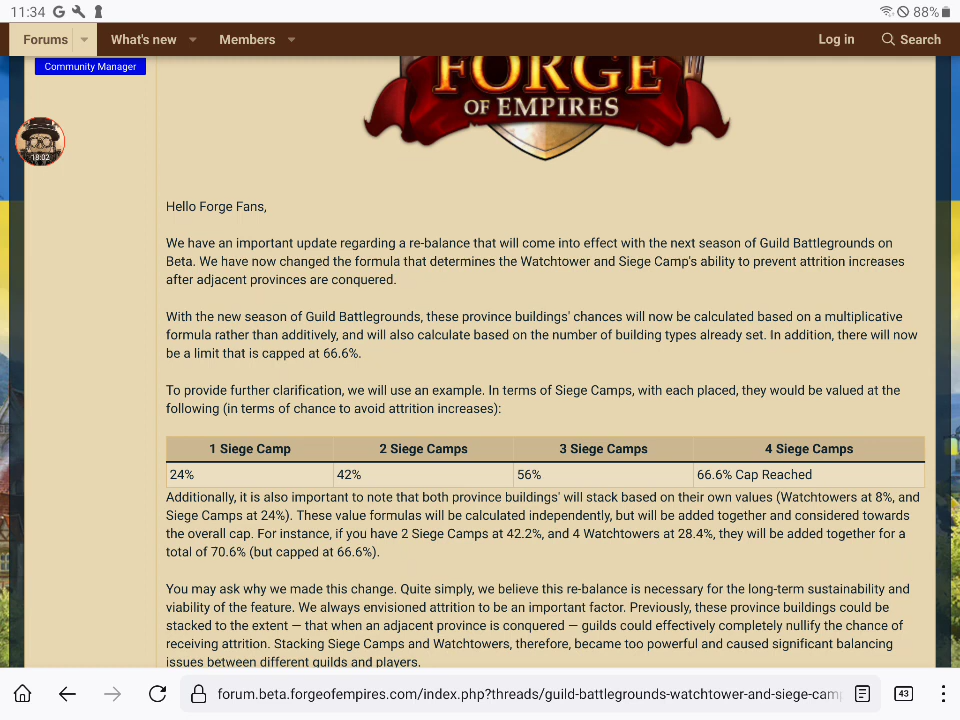 11:34 G 88%
Forums What's new Members Log in Search
Community Manager
FORGE
OF EMPIRES
18:02
Hello Forge Fans,
We have an important update regarding a re-balance that will come into effect with the next season of Guild Battlegrounds on
Beta. We have now changed the formula that determines the Watchtower and Siege Camp's ability to prevent attrition increases
after adjacent provinces are conquered.
With the new season of Guild Battlegrounds, these province buildings' chances will now be calculated based on a multiplicative
formula rather than additively, and will also calculate based on the number of building types already set. In addition, there will now
be a limit that is capped at 66.6%.
To provide further clarification, we will use an example. In terms of Siege Camps, with each placed, they would be valued at the
following (in terms of chance to avoid attrition increases):
1 Siege Camp 2 Siege Camps 3 Siege Camps 4 Siege Camps
24% 42% 56% 66.6% Cap Reached
Additionally, it is also important to note that both province buildings' will stack based on their own values (Watchtowers at 8%, and
Siege Camps at 24%). These value formulas will be calculated independently, but will be added together and considered towards
the overall cap. For instance, if you have 2 Siege Camps at 42.2%, and 4 Watchtowers at 28.4%, they will be added together for a
total of 70.6% (but capped at 66.6%).
You may ask why we made this change. Quite simply, we believe this re-balance is necessary for the long-term sustainability and
viability of the feature. We always envisioned attrition to be an important factor. Previously, these province buildings could be
stacked to the extent — that when an adjacent province is conquered — guilds could effectively completely nullify the chance of
receiving attrition. Stacking Siege Camps and Watchtowers, therefore, became too powerful and caused significant balancing
issues between different guilds and players.
forum.beta.forgeofempires.com/index.php?threads/guild-battlegrounds-watchtower-and-siege-cam 43